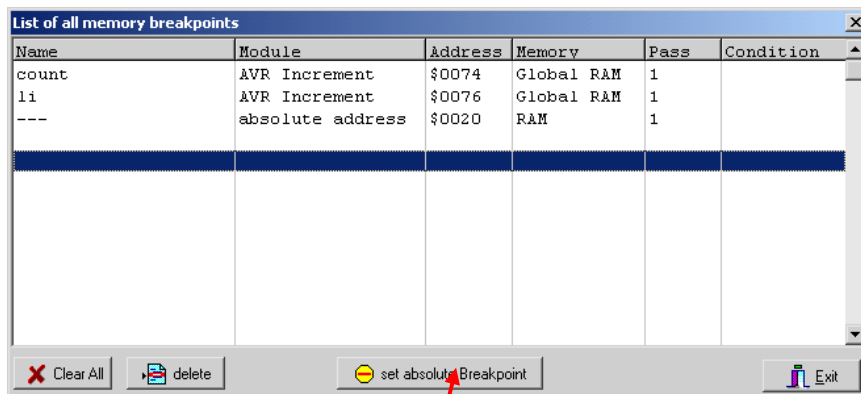 List of all memory breakpoints
Name Module Address Memory Pass Condition
count AVR Increment $0074 Global RAM 1
li AVR Increment $0076 Global RAM 1
--- absolute address $0020 RAM 1
Clear All delete set absolute Breakpoint Exit